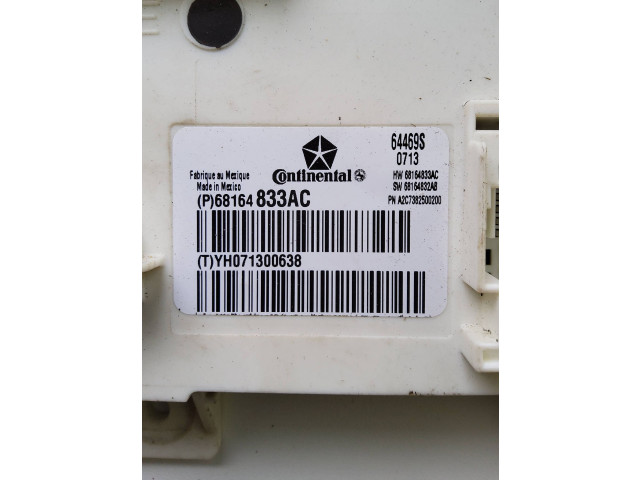 64469S
0713
Fabrique au Mexique
Made in Mexico
Continental
HW 68164833AC
SW 68164832AB
PN A2C7382500200
(P)68164 833AC
(T)YH071300638